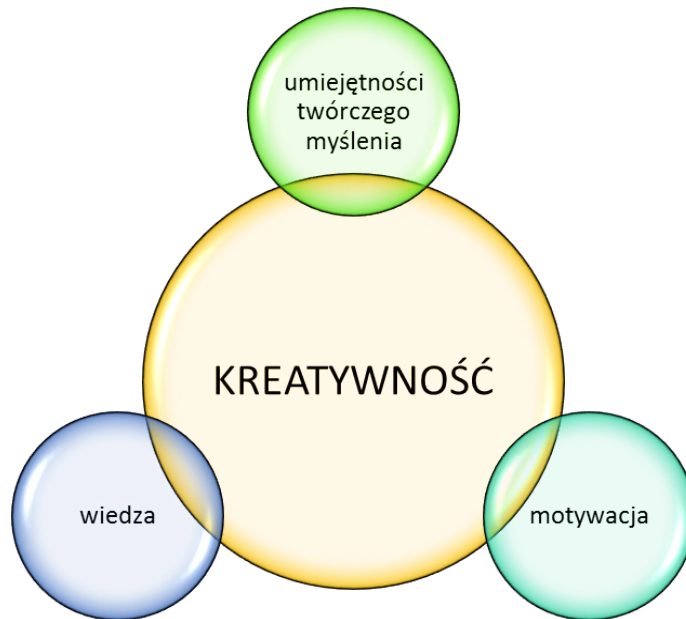 umiejętności
twórczego
myślenia
KREATYWNOŚĆ
wiedza
motywacja